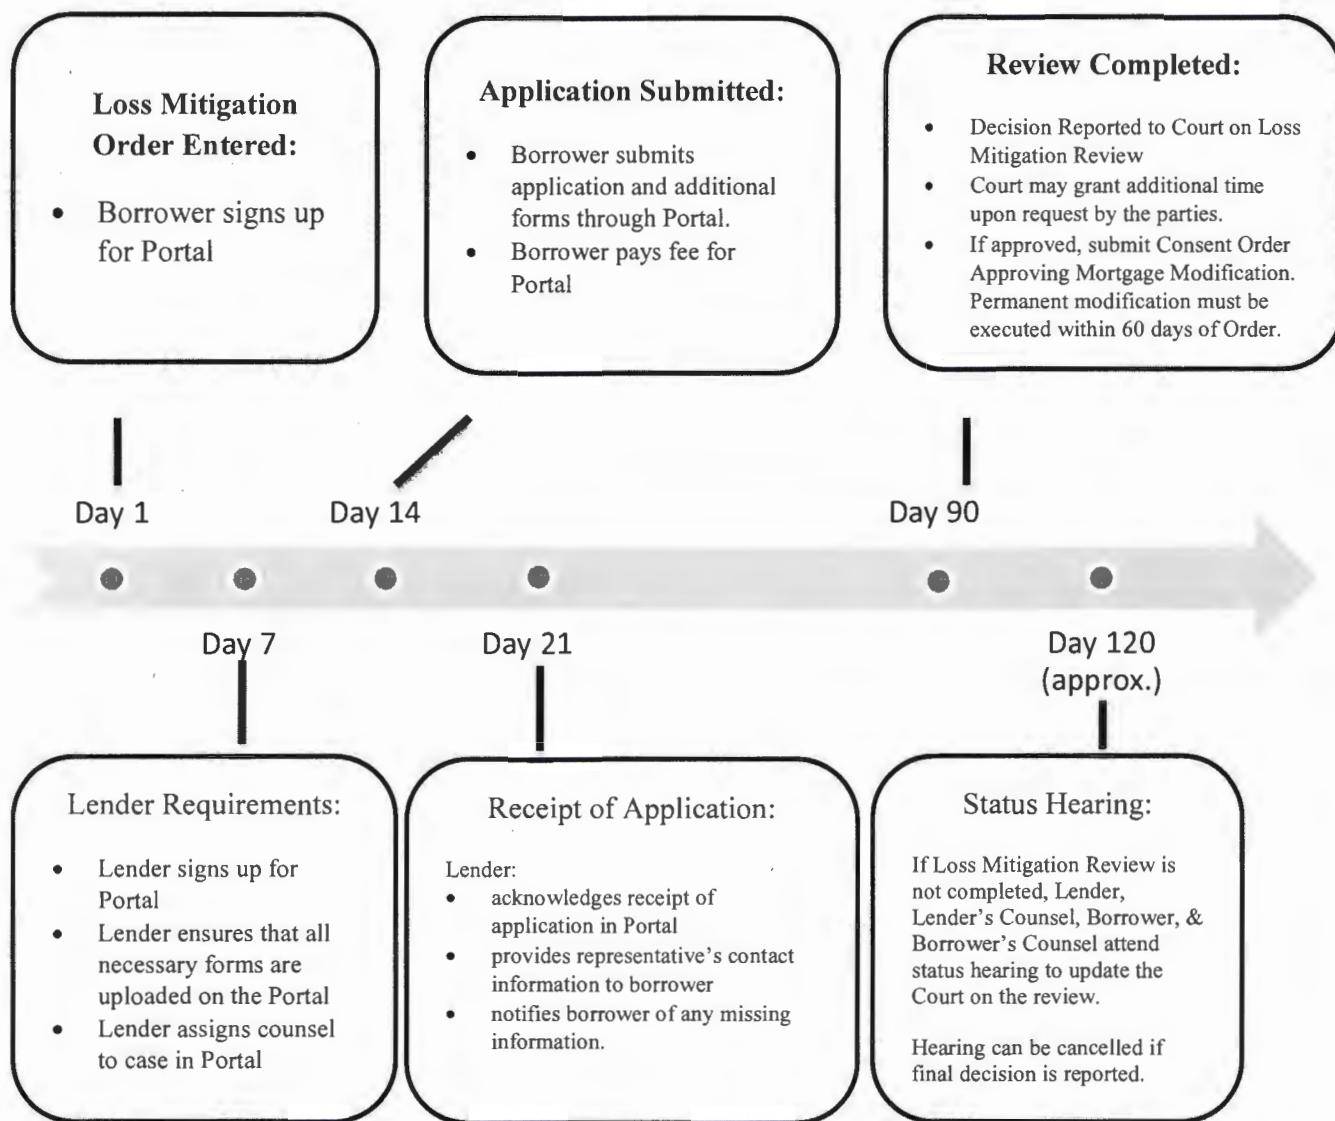 Loss Mitigation
Order Entered:
• Borrower signs up
for Portal
Application Submitted:
• Borrower submits
application and additional
forms through Portal.
• Borrower pays fee for
Portal
Review Completed:
• Decision Reported to Court on Loss
Mitigation Review
• Court may grant additional time
upon request by the parties.
• If approved, submit Consent Order
Approving Mortgage Modification.
Permanent modification must be
executed within 60 days of Order.
Day 1
Day 14
Day 90
Day 7
Day 21
Day 120
(approx.)
Lender Requirements:
• Lender signs up for
Portal
• Lender ensures that all
necessary forms are
uploaded on the Portal
• Lender assigns counsel
to case in Portal
Receipt of Application:
Lender:
• acknowledges receipt of
application in Portal
• provides representative's contact
information to borrower
• notifies borrower of any missing
information.
Status Hearing:
If Loss Mitigation Review is
not completed, Lender,
Lender's Counsel, Borrower, &
Borrower's Counsel attend
status hearing to update the
Court on the review.
Hearing can be cancelled if
final decision is reported.